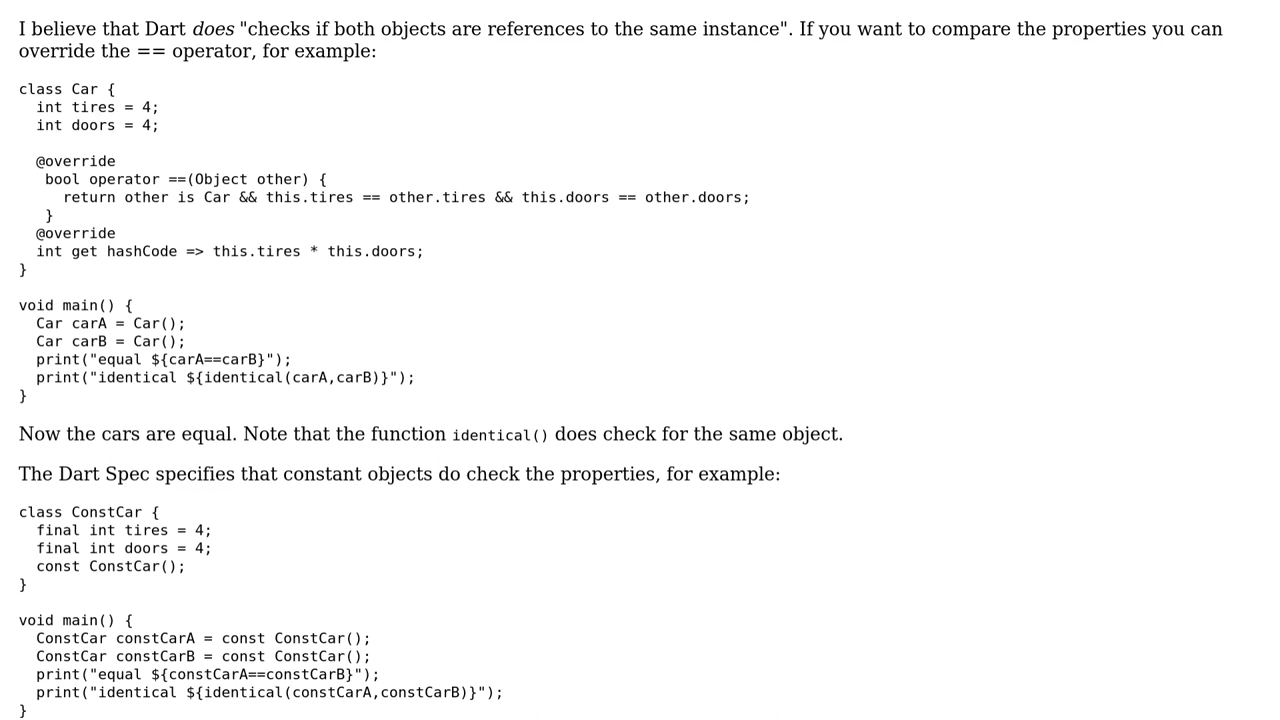 I believe that Dart does "checks if both objects are references to the same instance". If you want to compare the properties you can
override the == operator, for example:
class Car {
  int tires = 4;
  int doors = 4;

  @override
   bool operator ==(Object other) {
     return other is Car && this.tires == other.tires && this.doors == other.doors;
   }
  @override
  int get hashCode => this.tires * this.doors;
}

void main() {
  Car carA = Car();
  Car carB = Car();
  print("equal ${carA==carB}");
  print("identical ${identical(carA,carB)}");
}
Now the cars are equal. Note that the function identical() does check for the same object.
The Dart Spec specifies that constant objects do check the properties, for example:
class ConstCar {
  final int tires = 4;
  final int doors = 4;
  const ConstCar();
}

void main() {
  ConstCar constCarA = const ConstCar();
  ConstCar constCarB = const ConstCar();
  print("equal ${constCarA==constCarB}");
  print("identical ${identical(constCarA,constCarB)}");
}